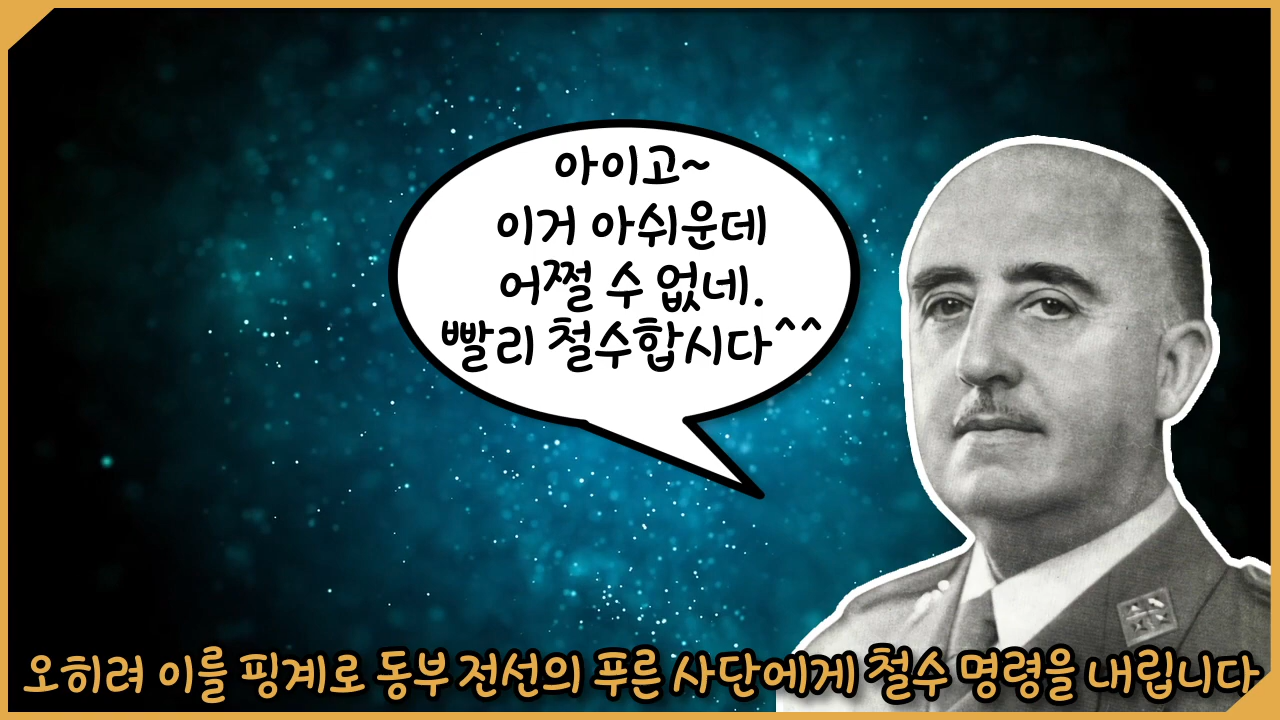 아이고~
이거 아쉬운데
어쩔 수 없네.
빨리 철수합시다^^
오히려 이를 핑계로 동부 전선의 푸른 사단에게 철수 명령을 내립니다